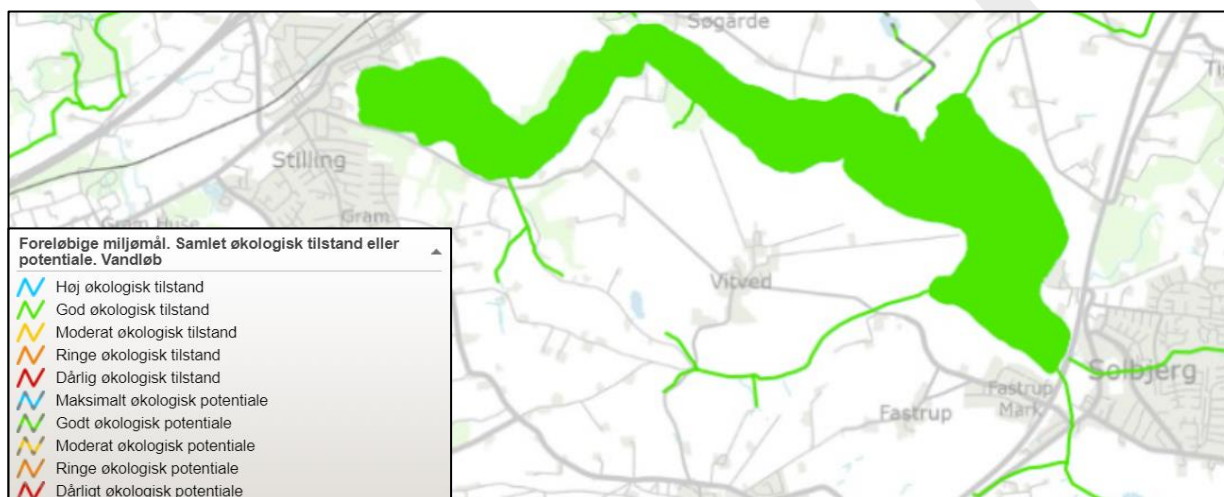 Søgårde
Stilling
Gram
Vitved
Solbjerg
Fastrup
Mark
Fastrup
Foreløbige miljømål. Samlet økologisk tilstand eller
potentiale. Vandløb
Høj økologisk tilstand
God økologisk tilstand
Moderat økologisk tilstand
Ringe økologisk tilstand
Dårlig økologisk tilstand
Maksimalt økologisk potentiale
Godt økologisk potentiale
Moderat økologisk potentiale
Ringe økologisk potentiale
Dårligt økologisk potentiale